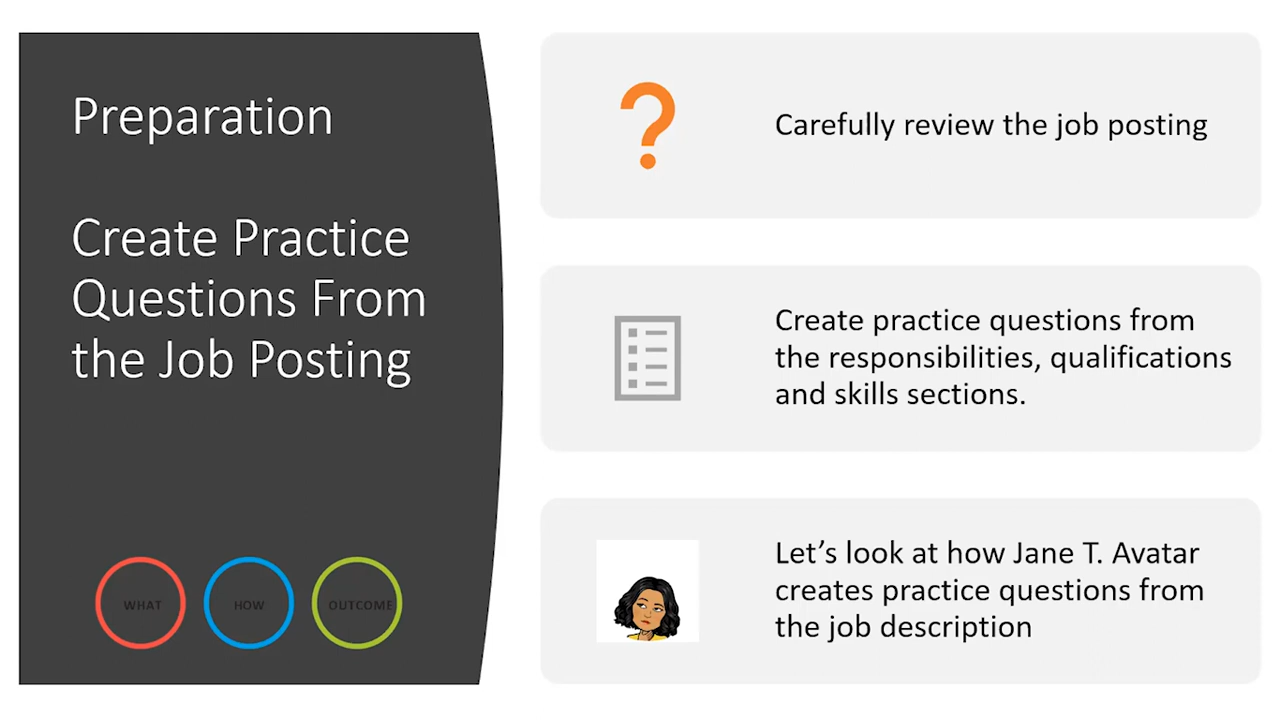 Preparation
Create Practice
Questions From
the Job Posting
WHAT
HOW
OUTCOME
Carefully review the job posting
Create practice questions from
the responsibilities, qualifications
and skills sections.
Let’s look at how Jane T. Avatar
creates practice questions from
the job description